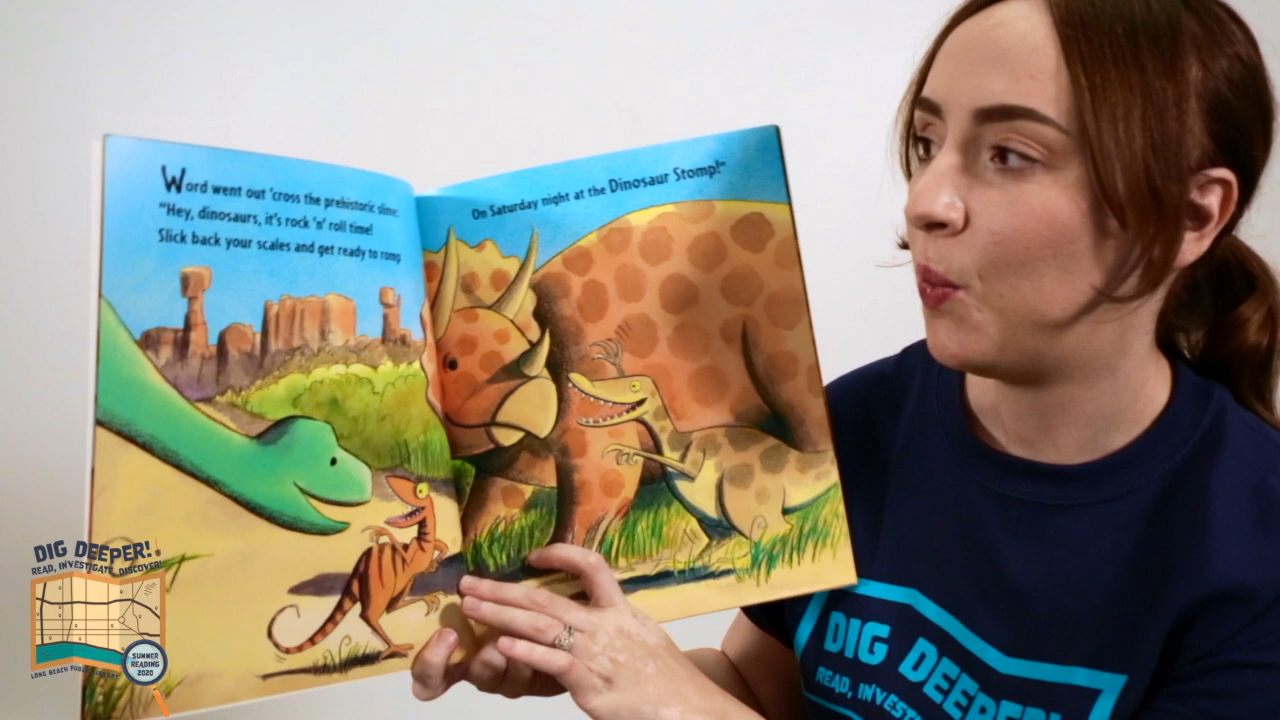 Word went out 'cross the prehistoric slime:
"Hey, dinosaurs, it's rock 'n' roll time!
Slick back your scales and get ready to romp
On Saturday night at the Dinosaur Stomp!"
DIG DEEPER!
READ, INVESTIGATE, DISCOVER!
SUMMER
READING
2020
LONG BEACH PUBLIC LIBRARY
DIG DEEPER!
READ, INVEST